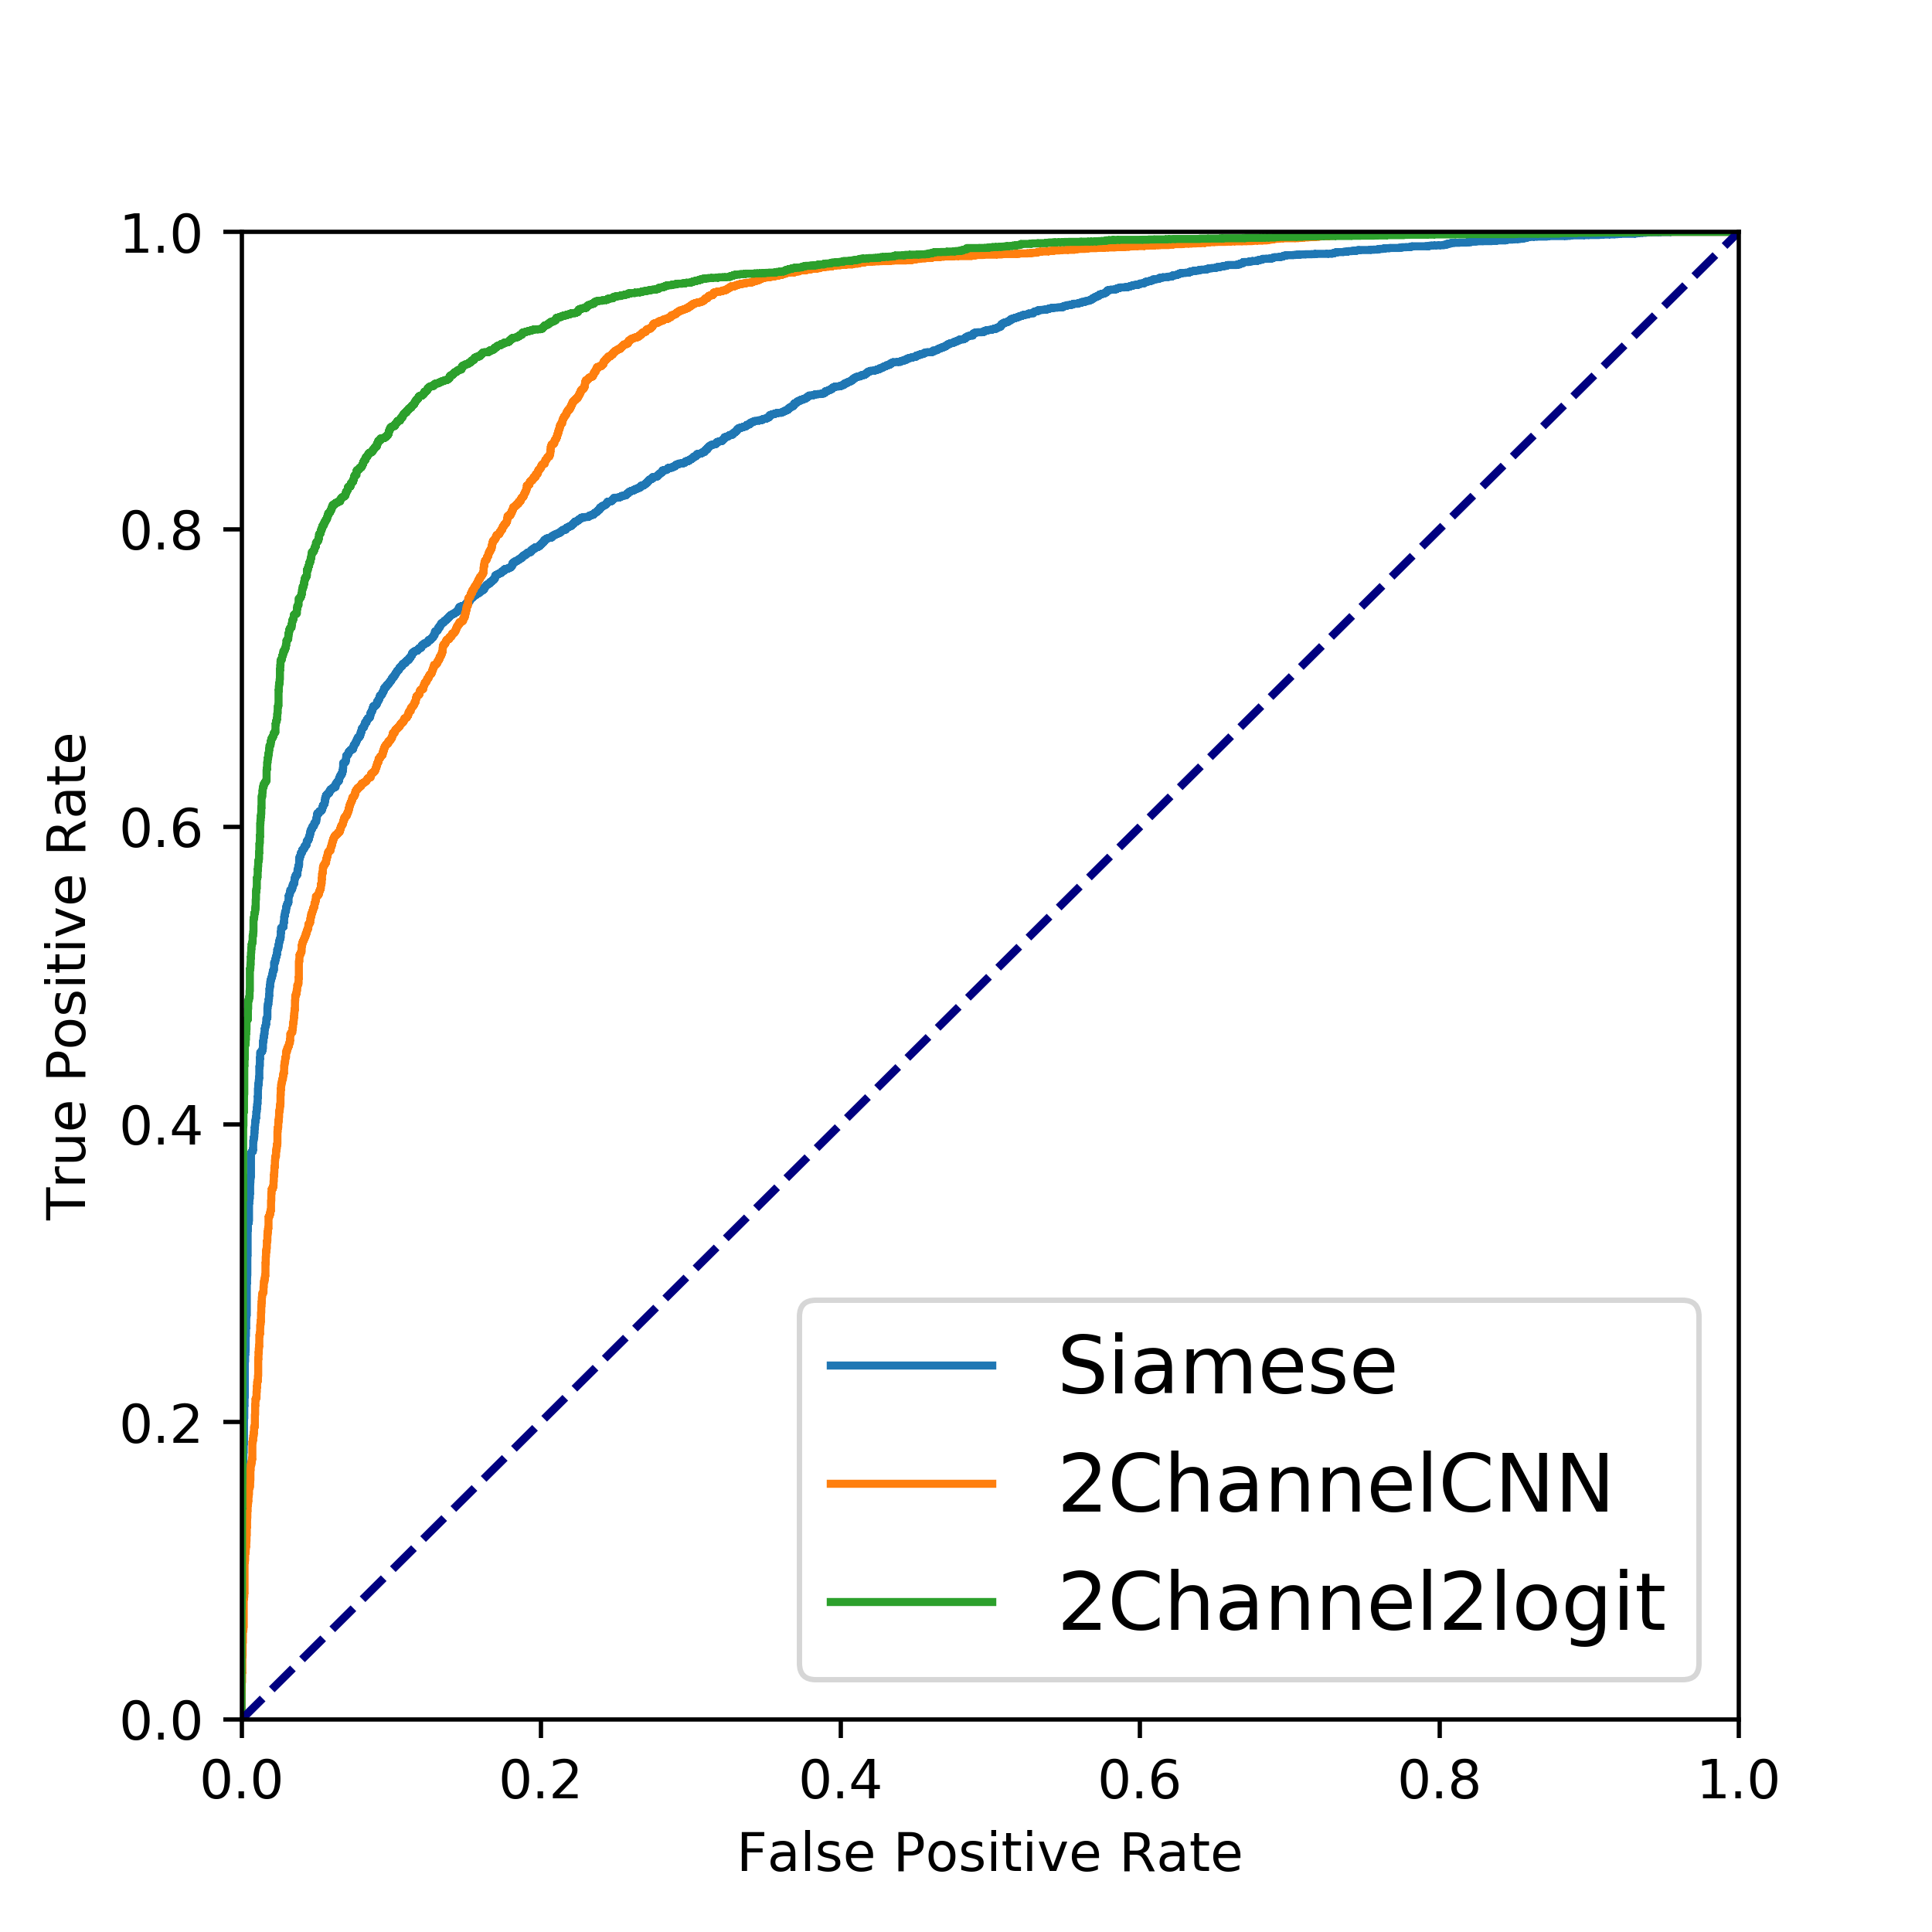 1.0
0.8
0.6
0.4
0.2
0.0
True Positive Rate
Siamese
2ChannelCNN
2Channel2logit
0.0 0.2 0.4 0.6 0.8 1.0
False Positive Rate